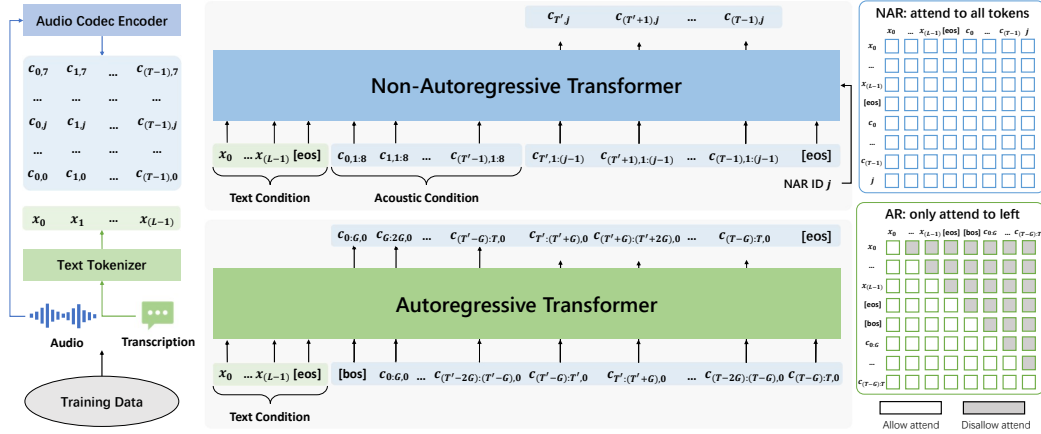 Audio Codec Encoder
c0,7 c1,7 ... c(T−1),7
... ... ...
c0,j c1,j ... c(T−1),j
... ... ...
c0,0 c1,0 ... c(T−1),0
x0 x1 ... x(L−1)
Text Tokenizer
Audio Transcription
Training Data
cT′,j c(T′+1),j ... c(T−1),j
Non-Autoregressive Transformer
x0 ... x(L−1) [eos] c0,1:8 c1,1:8 ... c(T′−1),1:8 cT′,1:(j−1) c(T′+1),1:(j−1) ... c(T−1),1:(j−1) [eos]
Text Condition Acoustic Condition NAR ID j
c0:G,0 cG:2G,0 ... c(T′−G):T,0 cT′:(T′+G),0 c(T′+G):(T′+2G),0 ... c(T−G):T,0 [eos]
Autoregressive Transformer
x0 ... x(L−1) [eos] [bos] c0:G,0 ... c(T′−2G):(T′−G),0 c(T′−G):T′,0 cT′:(T′+G),0 ... c(T−2G):(T−G),0 c(T−G):T,0
Text Condition
NAR: attend to all tokens
x0 ... x(L−1) [eos] c0 ... c(T−1) j
x0
...
x(L−1)
[eos]
c0
...
c(T−1)
j
AR: only attend to left
x0 ... x(L−1) [eos] [bos] c0:G ... c(T−G):T
x0
...
x(L−1)
[eos]
[bos]
c0:G
...
c(T−G):T
Allow attend Disallow attend